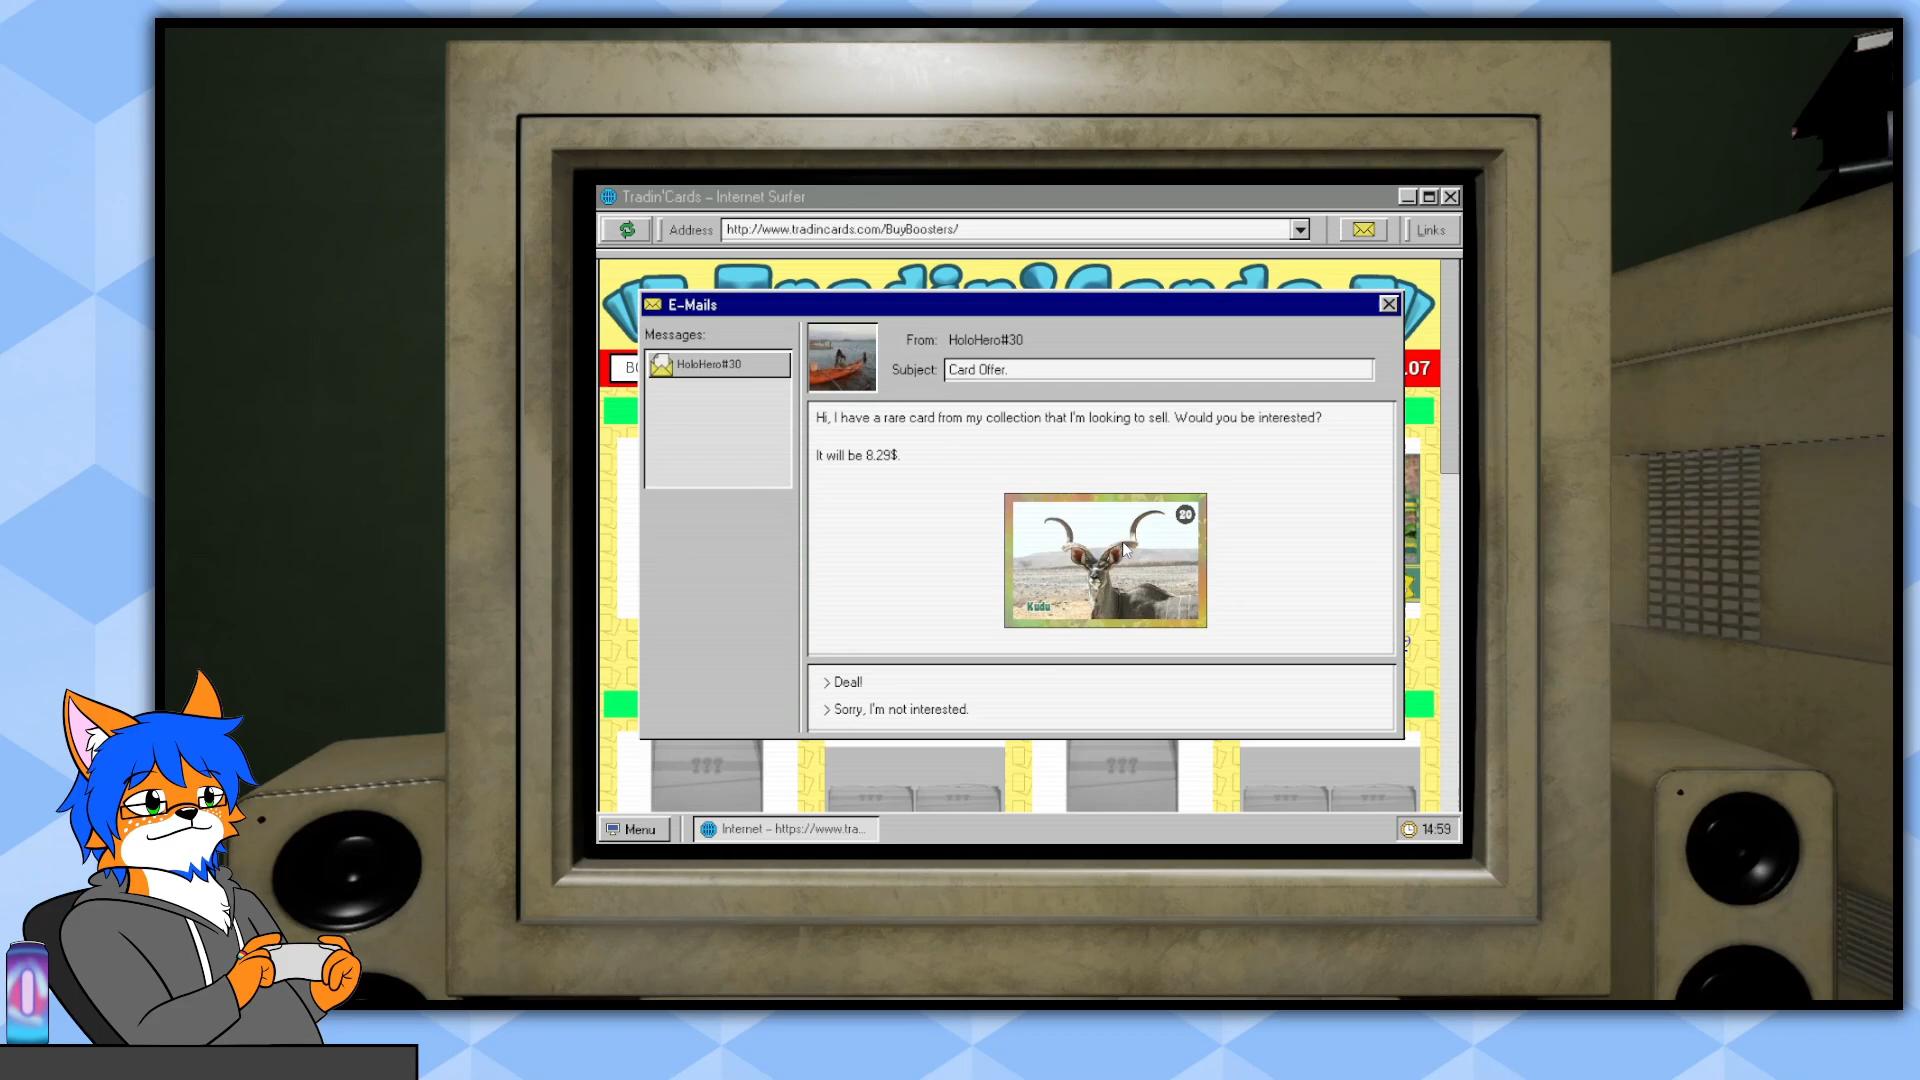 Tradin'Cards – Internet Surfer
Address http://www.tradincards.com/BuyBoosters/ Links
Tradin'Cards
E-Mails
Messages:
HoloHero#30
From: HoloHero#30
Subject: Card Offer.
.07
Hi, I have a rare card from my collection that I'm looking to sell. Would you be interested?
It will be 8.29$.
20
Kudu
> Deal!
> Sorry, I'm not interested.
???
???
???
???
???
???
Menu
Internet – https://www.tra...
14:59